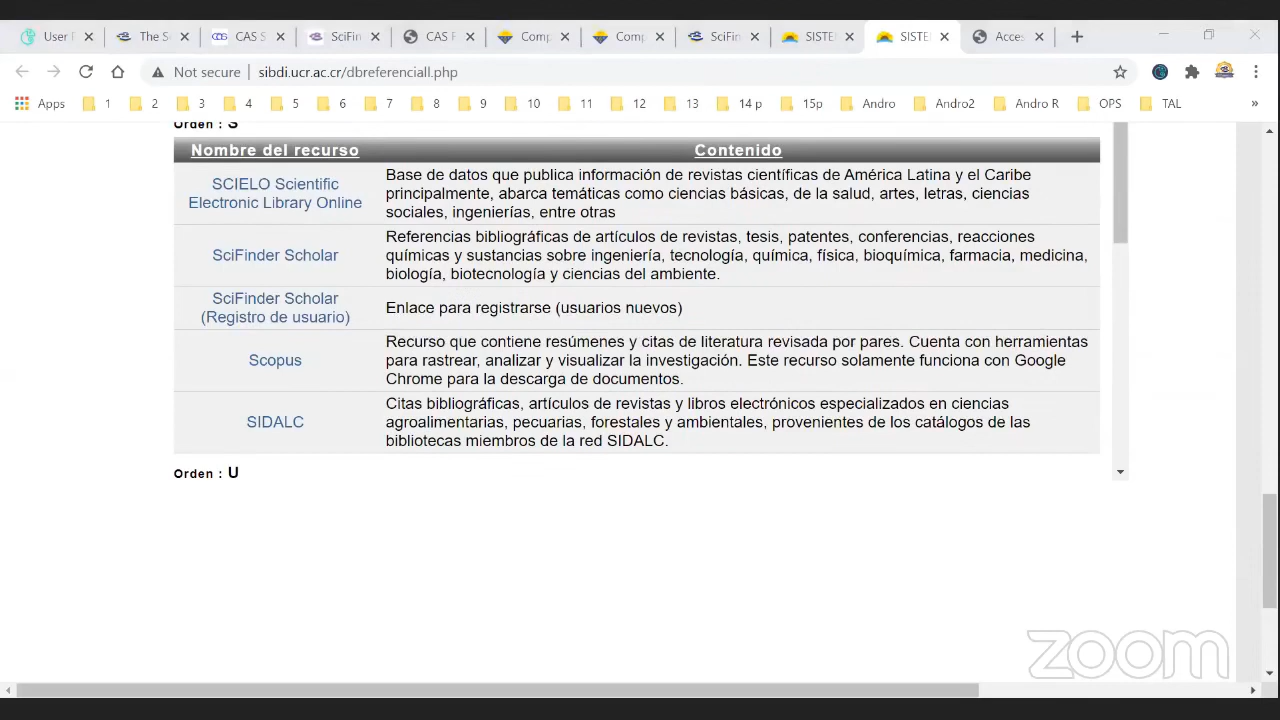 User F
The S
CAS S
SciFin
CAS F
Comp
Comp
SciFin
SISTE
SISTE
Acces
Not secure
sibdi.ucr.ac.cr/dbreferenciall.php
Apps 1 2 3 4 5 6 7 8 9 10 11 12 13 14 p 15p Andro Andro2 Andro R OPS TAL »
Orden : S
Nombre del recurso Contenido
SCIELO Scientific
Electronic Library Online
Base de datos que publica información de revistas científicas de América Latina y el Caribe
principalmente, abarca temáticas como ciencias básicas, de la salud, artes, letras, ciencias
sociales, ingenierías, entre otras
SciFinder Scholar
Referencias bibliográficas de artículos de revistas, tesis, patentes, conferencias, reacciones
químicas y sustancias sobre ingeniería, tecnología, química, física, bioquímica, farmacia, medicina,
biología, biotecnología y ciencias del ambiente.
SciFinder Scholar
(Registro de usuario)
Enlace para registrarse (usuarios nuevos)
Scopus
Recurso que contiene resúmenes y citas de literatura revisada por pares. Cuenta con herramientas
para rastrear, analizar y visualizar la investigación. Este recurso solamente funciona con Google
Chrome para la descarga de documentos.
SIDALC
Citas bibliográficas, artículos de revistas y libros electrónicos especializados en ciencias
agroalimentarias, pecuarias, forestales y ambientales, provenientes de los catálogos de las
bibliotecas miembros de la red SIDALC.
Orden : U
zoom